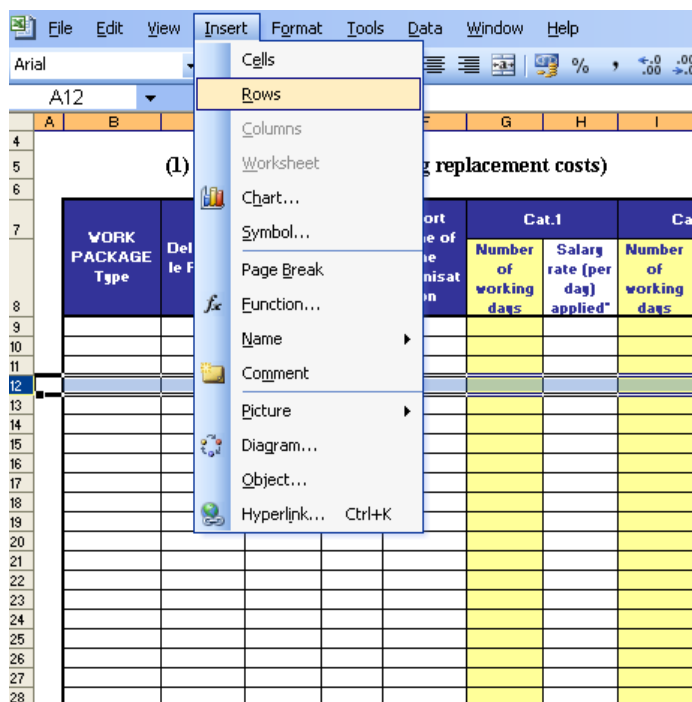 File Edit View Insert Format Tools Data Window Help
Arial % , .00 .00
A12
Cells
Rows
Columns
Worksheet
Chart...
Symbol...
Page Break
Function...
Name
Comment
Picture
Diagram...
Object...
Hyperlink... Ctrl+K
A B G H I
4
5 (1) replacement costs)
6
7 WORK PACKAGE Type Cat.1
8 Number of working days Salary rate (per day) applied* Number of working days
9
10
11
12
13
14
15
16
17
18
19
20
21
22
23
24
25
26
27
28